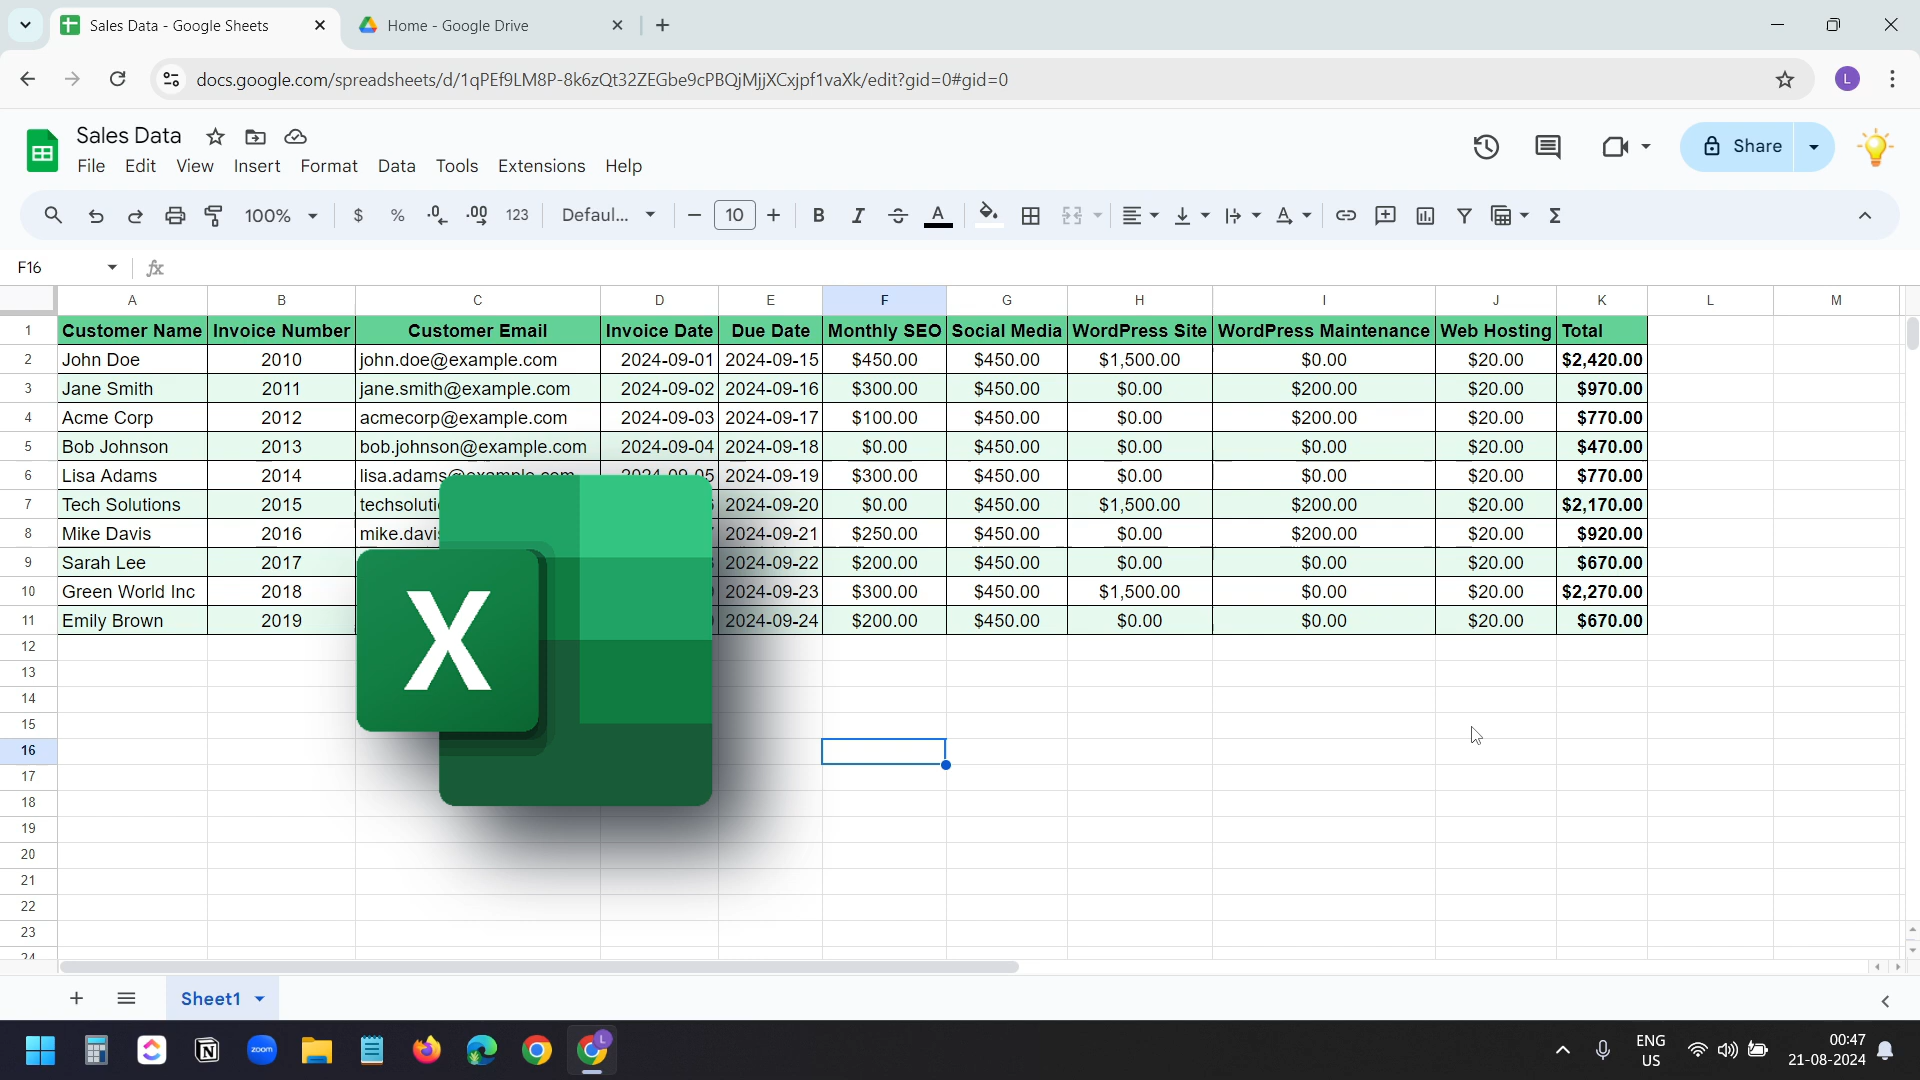 Sales Data - Google Sheets
Home - Google Drive
docs.google.com/spreadsheets/d/1qPEf9LM8P-8k6zQt32ZEGbe9cPBQjMjjXCxjpf1vaXk/edit?gid=0#gid=0
L
Sales Data
File Edit View Insert Format Data Tools Extensions Help
Share
100% $ % .0 .00 123 Defaul... 10 B I S A
F16 fx
A B C D E F G H I J K L M
1 Customer Name Invoice Number Customer Email Invoice Date Due Date Monthly SEO Social Media WordPress Site WordPress Maintenance Web Hosting Total
2 John Doe 2010 john.doe@example.com 2024-09-01 2024-09-15 $450.00 $450.00 $1,500.00 $0.00 $20.00 $2,420.00
3 Jane Smith 2011 jane.smith@example.com 2024-09-02 2024-09-16 $300.00 $450.00 $0.00 $200.00 $20.00 $970.00
4 Acme Corp 2012 acmecorp@example.com 2024-09-03 2024-09-17 $100.00 $450.00 $0.00 $200.00 $20.00 $770.00
5 Bob Johnson 2013 bob.johnson@example.com 2024-09-04 2024-09-18 $0.00 $450.00 $0.00 $0.00 $20.00 $470.00
6 Lisa Adams 2014 lisa.adams@example.com 2024-09-05 2024-09-19 $300.00 $450.00 $0.00 $0.00 $20.00 $770.00
7 Tech Solutions 2015 techsoluti 2024-09-20 $0.00 $450.00 $1,500.00 $200.00 $20.00 $2,170.00
8 Mike Davis 2016 mike.davi 2024-09-21 $250.00 $450.00 $0.00 $200.00 $20.00 $920.00
9 Sarah Lee 2017 2024-09-22 $200.00 $450.00 $0.00 $0.00 $20.00 $670.00
10 Green World Inc 2018 2024-09-23 $300.00 $450.00 $1,500.00 $0.00 $20.00 $2,270.00
11 Emily Brown 2019 2024-09-24 $200.00 $450.00 $0.00 $0.00 $20.00 $670.00
X
12
13
14
15
16
17
18
19
20
21
22
23
24
Sheet1
zoom
L
ENG
US
00:47
21-08-2024